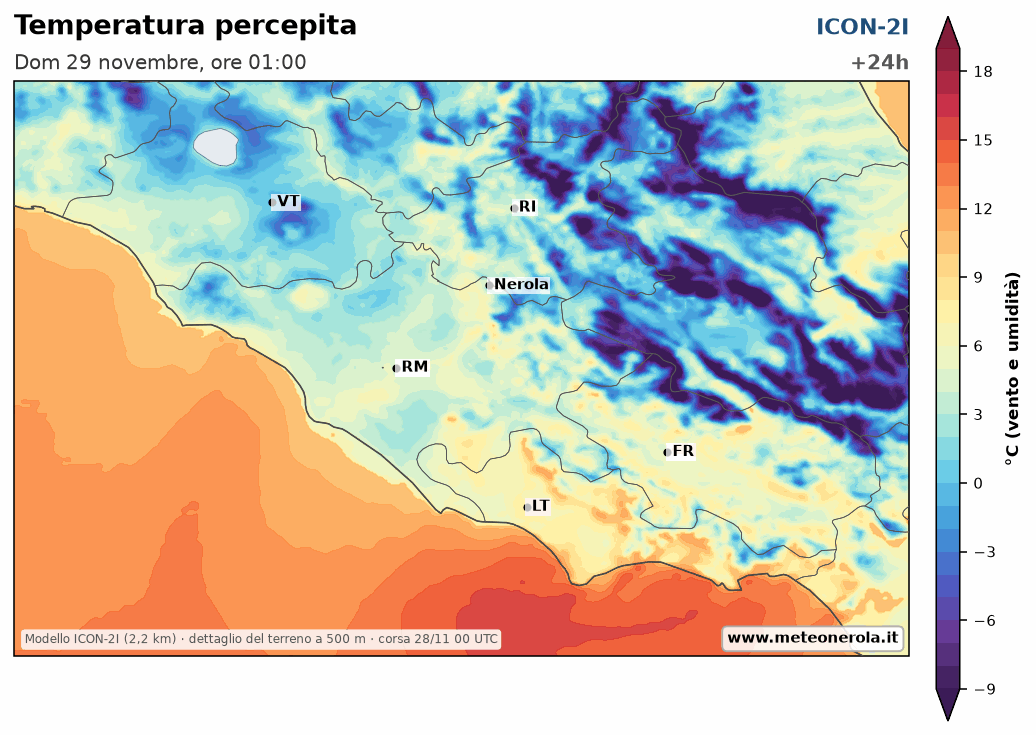 Temperatura percepita
ICON-2I
Dom 29 novembre, ore 01:00
+24h
VT
RI
Nerola
RM
FR
LT
Modello ICON-2I (2,2 km) · dettaglio del terreno a 500 m · corsa 28/11 00 UTC
www.meteonerola.it
18
15
12
9
6
3
0
−3
−6
−9
°C (vento e umidità)